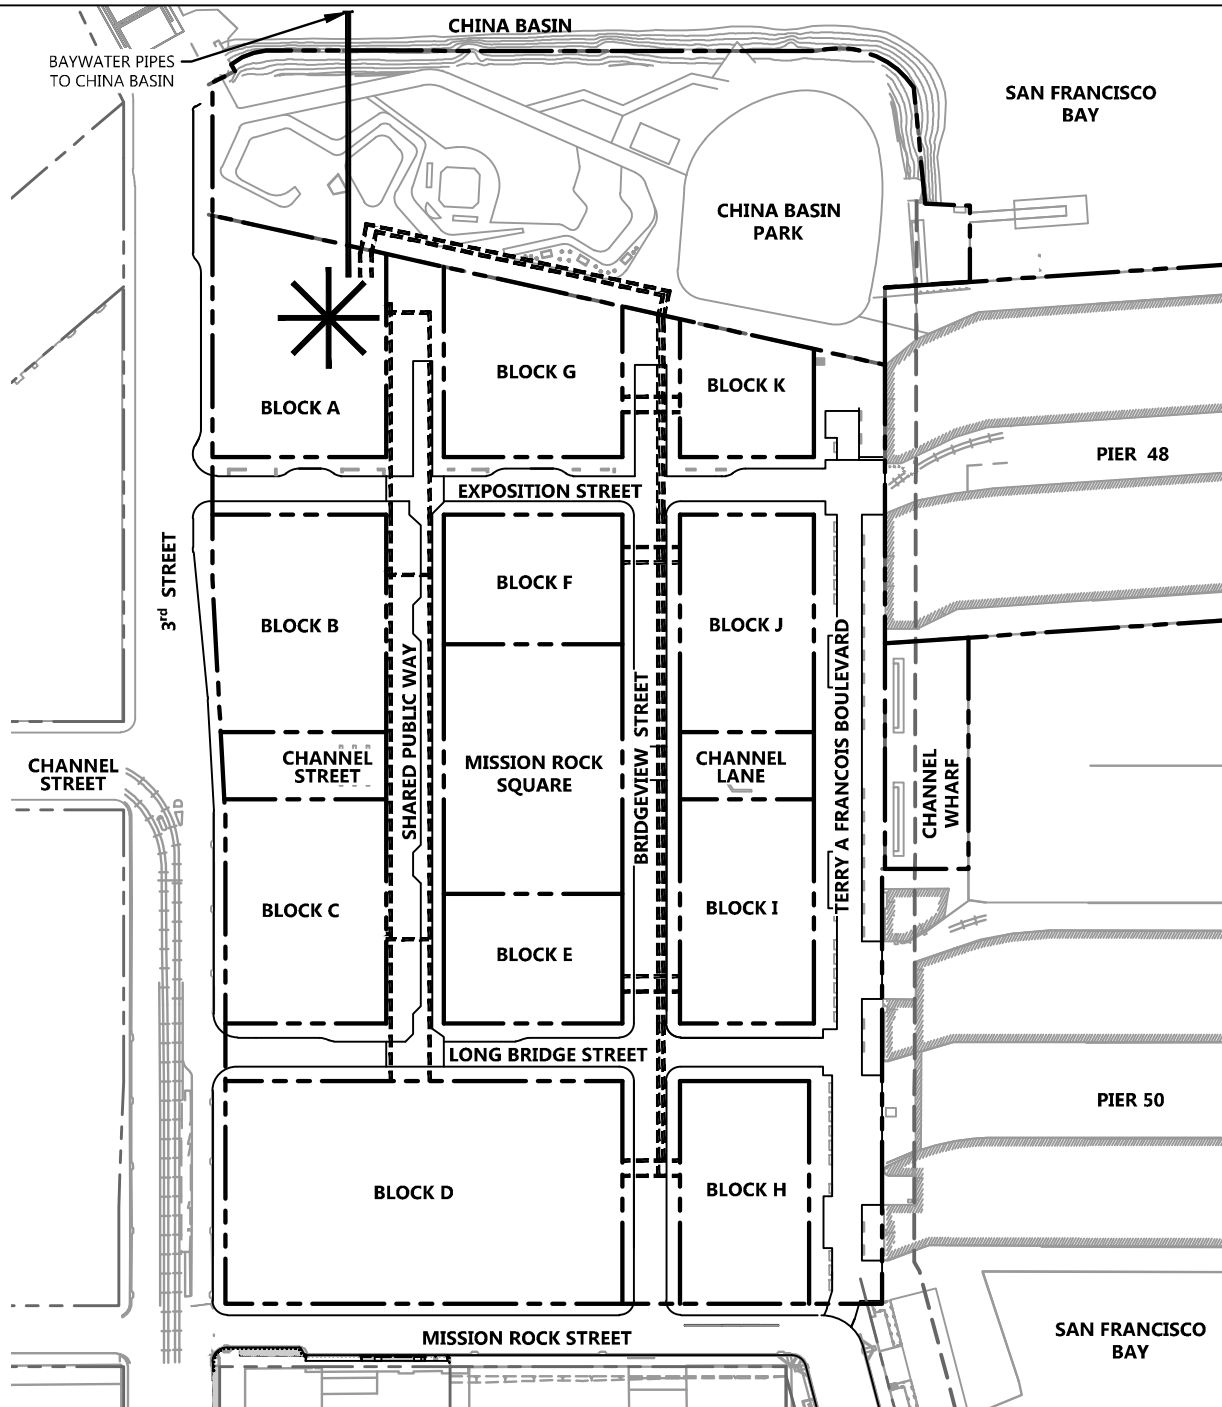 CHINA BASIN
BAYWATER PIPES
TO CHINA BASIN
SAN FRANCISCO
BAY
CHINA BASIN
PARK
BLOCK G
BLOCK K
BLOCK A
PIER 48
EXPOSITION STREET
3rd STREET
BLOCK F
BLOCK B
BLOCK J
SHARED PUBLIC WAY
BRIDGEVIEW STREET
TERRY A FRANCOIS BOULEVARD
CHANNEL
STREET
CHANNEL
STREET
MISSION ROCK
SQUARE
CHANNEL
LANE
CHANNEL
WHARF
BLOCK C
BLOCK I
BLOCK E
LONG BRIDGE STREET
PIER 50
BLOCK D
BLOCK H
MISSION ROCK STREET
SAN FRANCISCO
BAY